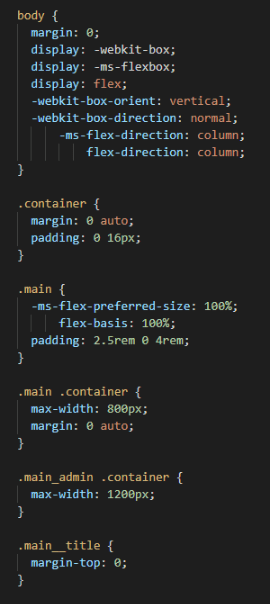 body {
  margin: 0;
  display: -webkit-box;
  display: -ms-flexbox;
  display: flex;
  -webkit-box-orient: vertical;
  -webkit-box-direction: normal;
      -ms-flex-direction: column;
          flex-direction: column;
}

.container {
  margin: 0 auto;
  padding: 0 16px;
}

.main {
  -ms-flex-preferred-size: 100%;
      flex-basis: 100%;
  padding: 2.5rem 0 4rem;
}

.main .container {
  max-width: 800px;
  margin: 0 auto;
}

.main_admin .container {
  max-width: 1200px;
}

.main__title {
  margin-top: 0;
}